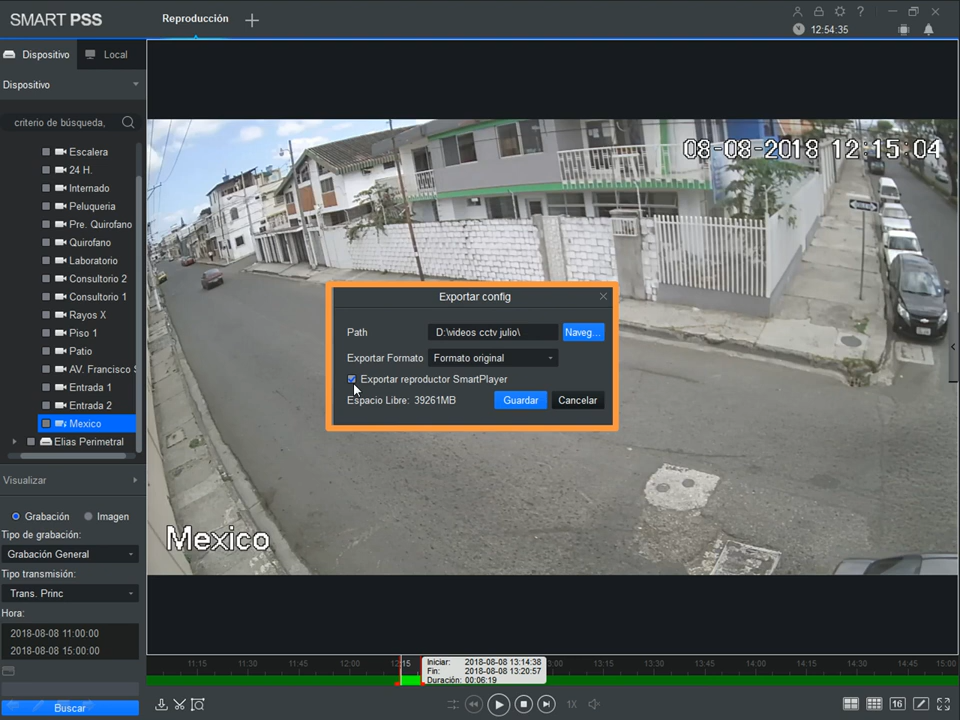 SMART PSS
Reproducción
12:54:35
Dispositivo
Local
Dispositivo
criterio de búsqueda,
Escalera
24 H.
Internado
Peluqueria
Pre. Quirofano
Quirofano
Laboratorio
Consultorio 2
Consultorio 1
Rayos X
Piso 1
Patio
AV. Francisco S
Entrada 1
Entrada 2
Mexico
Elias Perimetral
Visualizar
Grabación
Imagen
Tipo de grabación:
Grabación General
Tipo transmisión:
Trans. Princ
Hora:
2018-08-08 11:00:00
2018-08-08 15:00:00
Buscar
08-08-2018 12:15:04
Exportar config
Path
D:\videos cctv julio\
Naveg...
Exportar Formato
Formato original
Exportar reproductor SmartPlayer
Espacio Libre: 39261MB
Guardar
Cancelar
Mexico
11:15 11:30 11:45 12:00 12:15 13:15 13:30 13:45 14:00 14:15 14:30 14:45 15:00
Iniciar: 2018-08-08 13:14:38
Fin: 2018-08-08 13:20:57
Duración: 00:06:19
1X
16